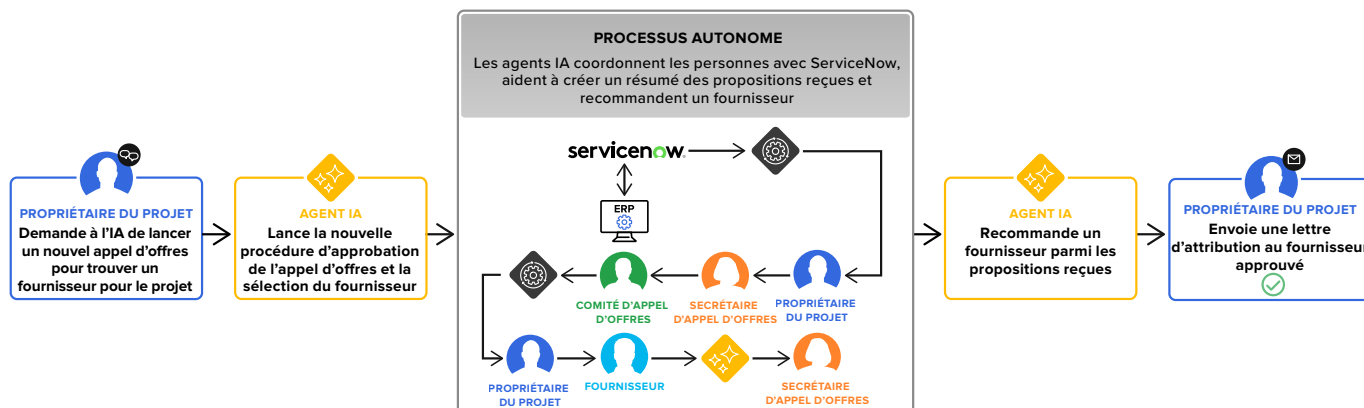 PROCESSUS AUTONOME
Les agents IA coordonnent les personnes avec ServiceNow,
aident à créer un résumé des propositions reçues et
recommandent un fournisseur
PROPRIÉTAIRE DU PROJET
Demande à l'IA de lancer
un nouvel appel d'offres
pour trouver un
fournisseur pour le projet
AGENT IA
Lance la nouvelle
procédure d'approbation
de l'appel d'offres et la
sélection du fournisseur
servicenow
ERP
COMITÉ D'APPEL
D'OFFRES
SECRÉTAIRE
D'APPEL D'OFFRES
PROPRIÉTAIRE
DU PROJET
PROPRIÉTAIRE
DU PROJET
FOURNISSEUR
SECRÉTAIRE
D'APPEL D'OFFRES
AGENT IA
Recommande un
fournisseur parmi les
propositions reçues
PROPRIÉTAIRE DU PROJET
Envoie une lettre
d'attribution au fournisseur
approuvé